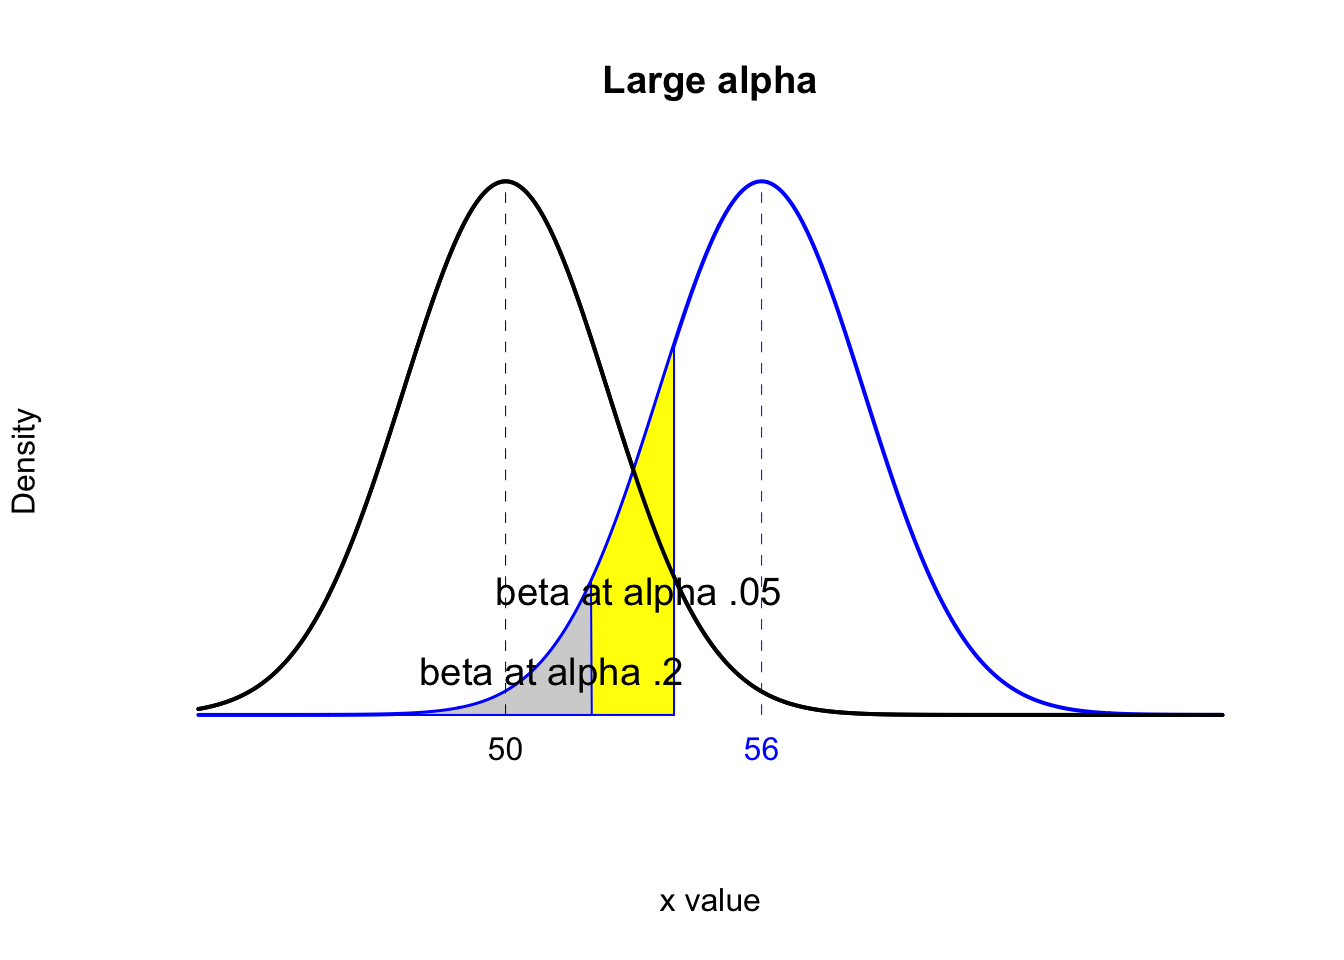 Large alpha
Density
beta at alpha .05
beta at alpha .2
50
56
x value